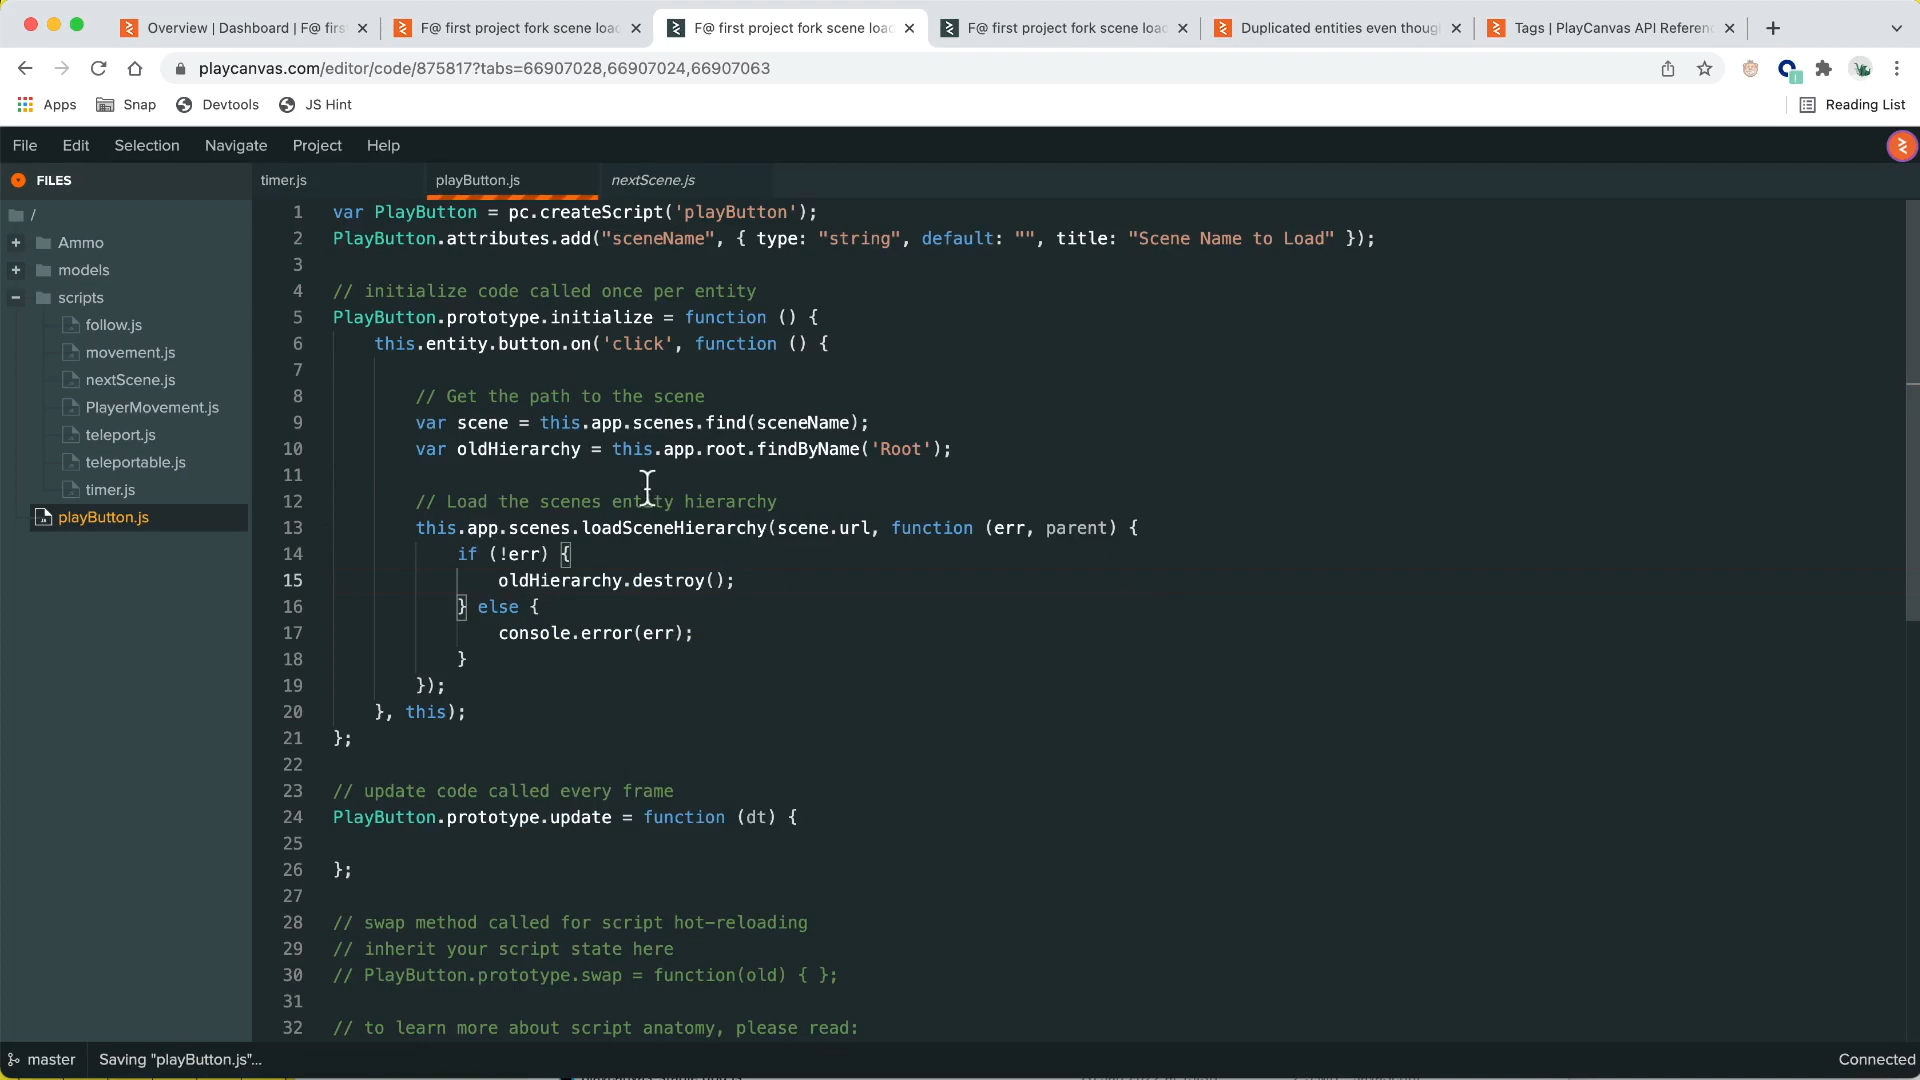 Overview | Dashboard | F@ firs
F@ first project fork scene loa
F@ first project fork scene loa
F@ first project fork scene loa
Duplicated entities even thoug
Tags | PlayCanvas API Referen
playcanvas.com/editor/code/875817?tabs=66907028,66907024,66907063
Apps
Snap
Devtools
JS Hint
Reading List
File
Edit
Selection
Navigate
Project
Help
FILES
/
Ammo
models
scripts
follow.js
movement.js
nextScene.js
PlayerMovement.js
teleport.js
teleportable.js
timer.js
playButton.js
timer.js
playButton.js
nextScene.js
1 var PlayButton = pc.createScript('playButton');
2 PlayButton.attributes.add("sceneName", { type: "string", default: "", title: "Scene Name to Load" });
3
4 // initialize code called once per entity
5 PlayButton.prototype.initialize = function () {
6 this.entity.button.on('click', function () {
7
8 // Get the path to the scene
9 var scene = this.app.scenes.find(sceneName);
10 var oldHierarchy = this.app.root.findByName('Root');
11
12 // Load the scenes entity hierarchy
13 this.app.scenes.loadSceneHierarchy(scene.url, function (err, parent) {
14 if (!err) {
15 oldHierarchy.destroy();
16 } else {
17 console.error(err);
18 }
19 });
20 }, this);
21 };
22
23 // update code called every frame
24 PlayButton.prototype.update = function (dt) {
25
26 };
27
28 // swap method called for script hot-reloading
29 // inherit your script state here
30 // PlayButton.prototype.swap = function(old) { };
31
32 // to learn more about script anatomy, please read:
master
Saving "playButton.js"...
Connected